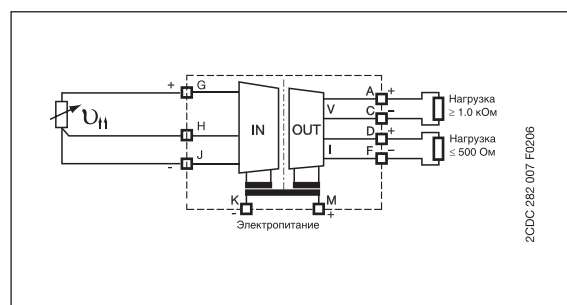 + G
H
- J
IN
OUT
V
I
A +
C -
D +
F -
Нагрузка
≥ 1.0 кОм
Нагрузка
≤ 500 Ом
K -
M +
Электропитание
2CDC 282 007 F0206